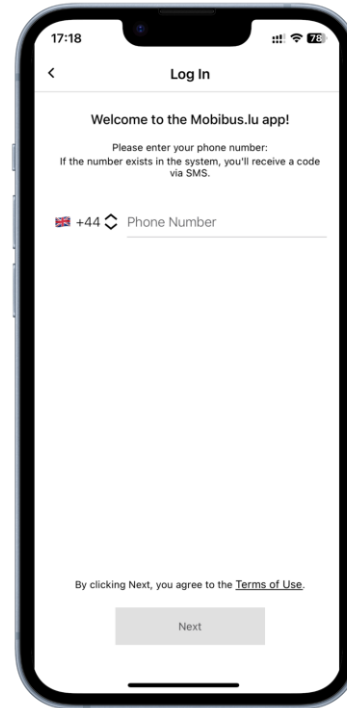 17:18
78
Log In
Welcome to the Mobibus.lu app!
Please enter your phone number:
If the number exists in the system, you'll receive a code
via SMS.
+44 Phone Number
By clicking Next, you agree to the Terms of Use.
Next